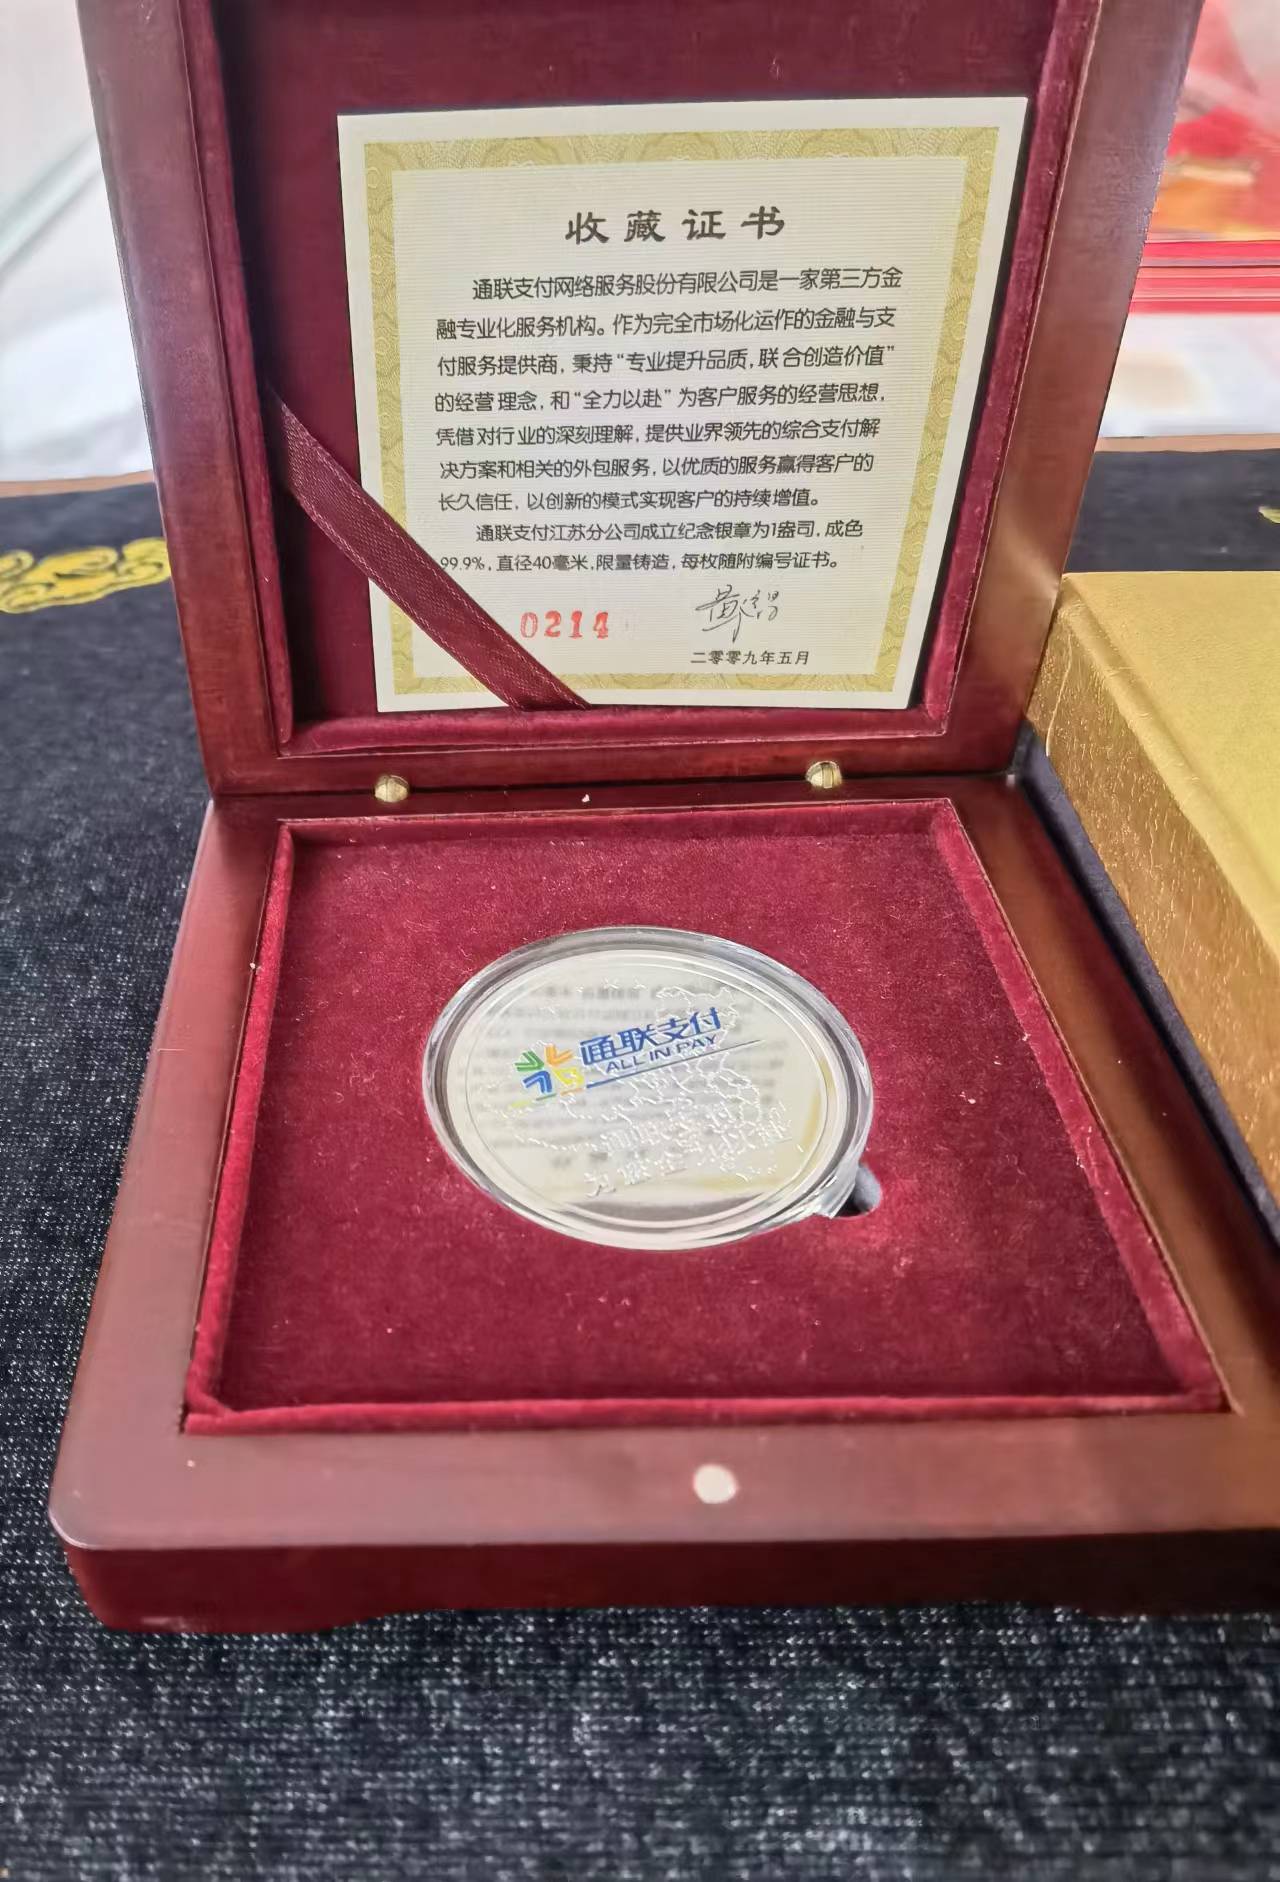 收藏证书
通联支付网络服务股份有限公司是一家第三方金
融专业化服务机构。作为完全市场化运作的金融与支
付服务提供商，秉持“专业提升品质，联合创造价值”
的经营理念，和“全力以赴”为客户服务的经营思想，
凭借对行业的深刻理解，提供业界领先的综合支付解
决方案和相关的外包服务，以优质的服务赢得客户的
长久信任，以创新的模式实现客户的持续增值。
通联支付江苏分公司成立纪念银章为1盎司，成色
99.9%，直径40毫米，限量铸造，每枚随附编号证书。
0214
二零零九年五月
通联支付
ALL IN PAY